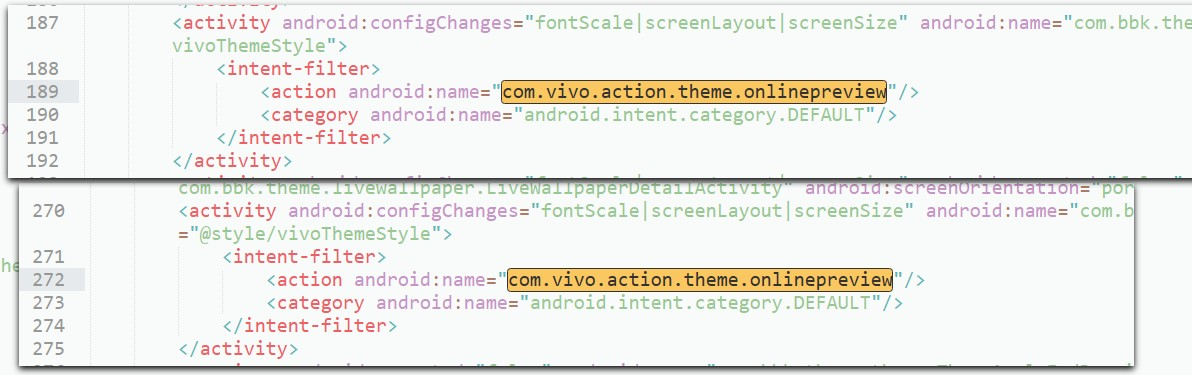 187 <activity android:configChanges="fontScale|screenLayout|screenSize" android:name="com.bbk.the
vivoThemeStyle">
188 <intent-filter>
189 <action android:name="com.vivo.action.theme.onlinepreview"/>
190 <category android:name="android.intent.category.DEFAULT"/>
191 </intent-filter>
192 </activity>
com.bbk.theme.livewallpaper.LiveWallpaperDetailActivity" android:screenOrientation="por
270 <activity android:configChanges="fontScale|screenLayout|screenSize" android:name="com.b
="@style/vivoThemeStyle">
271 <intent-filter>
he
272 <action android:name="com.vivo.action.theme.onlinepreview"/>
273 <category android:name="android.intent.category.DEFAULT"/>
274 </intent-filter>
275 </activity>